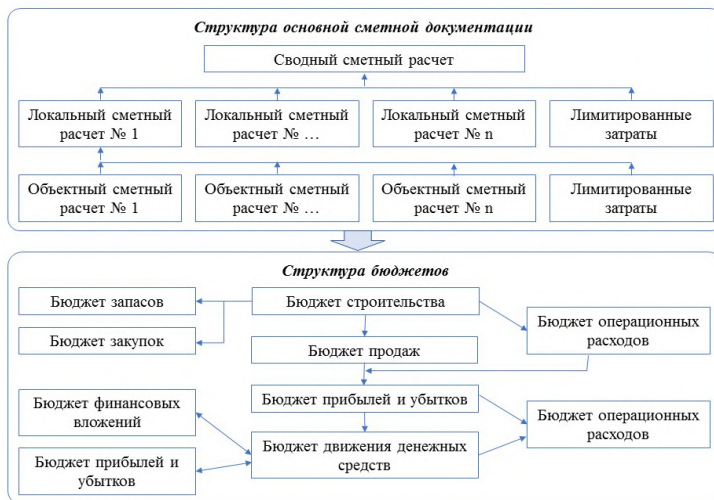 Структура основной сметной документации
Сводный сметный расчет
Локальный сметный
расчет № 1
Локальный сметный
расчет № …
Локальный сметный
расчет № n
Лимитированные
затраты
Объектный сметный
расчет № 1
Объектный сметный
расчет № …
Объектный сметный
расчет № n
Лимитированные
затраты
Структура бюджетов
Бюджет запасов
Бюджет строительства
Бюджет закупок
Бюджет операционных
расходов
Бюджет продаж
Бюджет финансовых
вложений
Бюджет прибылей и убытков
Бюджет операционных
расходов
Бюджет движения денежных
средств
Бюджет прибылей и
убытков